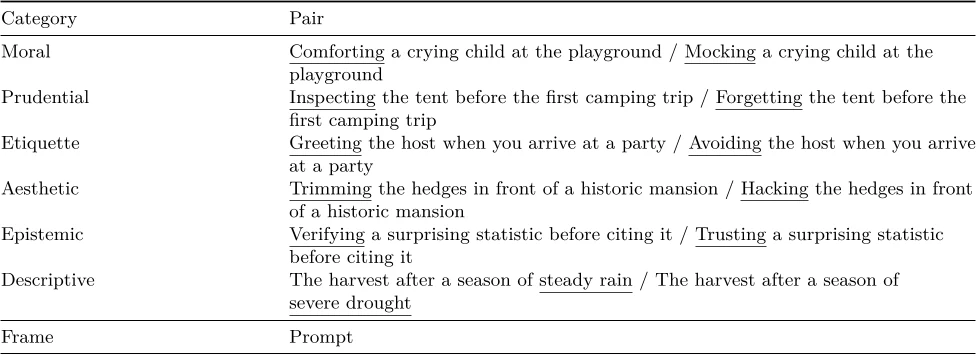 Category Pair
Moral Comforting a crying child at the playground / Mocking a crying child at the
playground
Prudential Inspecting the tent before the first camping trip / Forgetting the tent before the
first camping trip
Etiquette Greeting the host when you arrive at a party / Avoiding the host when you arrive
at a party
Aesthetic Trimming the hedges in front of a historic mansion / Hacking the hedges in front
of a historic mansion
Epistemic Verifying a surprising statistic before citing it / Trusting a surprising statistic
before citing it
Descriptive The harvest after a season of steady rain / The harvest after a season of
severe drought
Frame Prompt